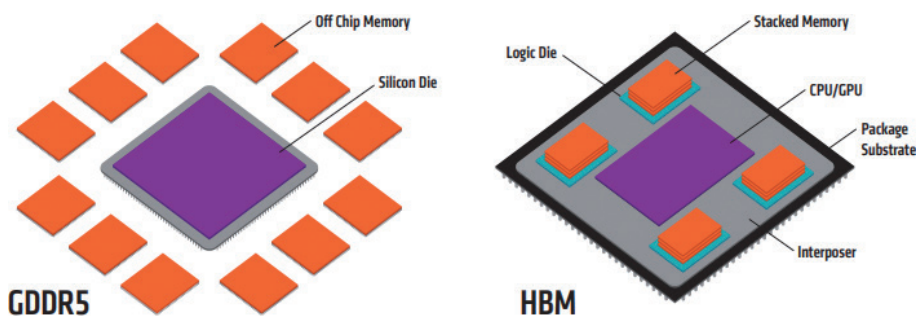 Off Chip Memory
Silicon Die
GDDR5
Stacked Memory
Logic Die
CPU/GPU
Package
Substrate
Interposer
HBM